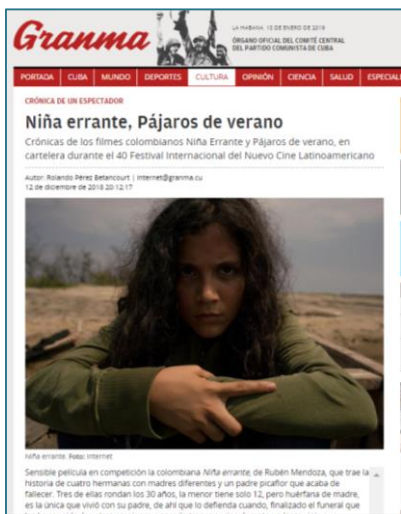 Granma
LA HABANA, 10 DE ENERO DE 2019
ÓRGANO OFICIAL DEL COMITÉ CENTRAL
DEL PARTIDO COMUNISTA DE CUBA
PORTADA CUBA MUNDO DEPORTES CULTURA OPINIÓN CIENCIA SALUD ESPECIAL
CRÓNICA DE UN ESPECTADOR
Niña errante, Pájaros de verano
Crónicas de los filmes colombianos Niña Errante y Pájaros de verano, en
cartelera durante el 40 Festival Internacional del Nuevo Cine Latinoamericano
Autor: Rolando Pérez Betancourt | internet@granma.cu
12 de diciembre de 2018 20:12:17
Niña errante. Foto: Internet
Sensible película en competición la colombiana Niña errante, de Rubén Mendoza, que trae la
historia de cuatro hermanas con madres diferentes y un padre picaflor que acaba de
fallecer. Tres de ellas rondan los 30 años, la menor tiene solo 12, pero huérfana de madre,
es la única que vivió con su padre, de ahí que lo defienda cuando, finalizado el funeral que